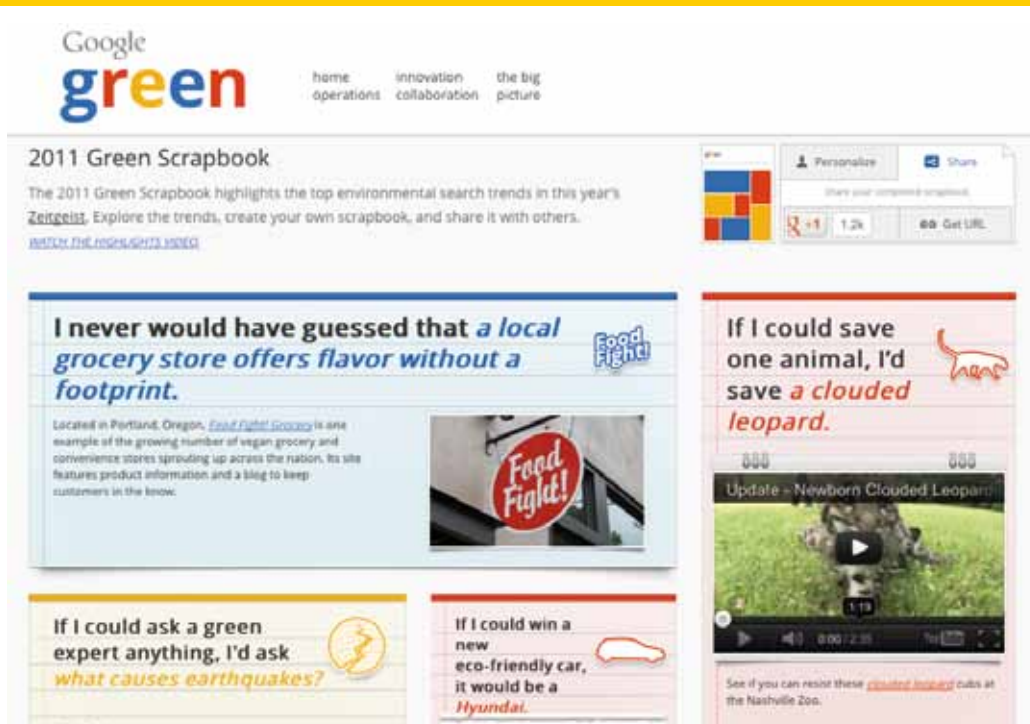 Google
green
home innovation the big
operations collaboration picture
2011 Green Scrapbook
The 2011 Green Scrapbook highlights the top environmental search trends in this year's
Zeitgeist. Explore the trends, create your own scrapbook, and share it with others.
WATCH THE HIGHLIGHTS VIDEO
Personalize Share
Share your completed scrapbook
+1 1.2k Get URL
I never would have guessed that a local
grocery store offers flavor without a
footprint.
Food
Fight!
Located in Portland, Oregon, Food Fight! Grocery is one
example of the growing number of vegan grocery and
convenience stores sprouting up across the nation. Its site
features product information and a blog to keep
customers in the know.
Food
Fight!
If I could save
one animal, I'd
save a clouded
leopard.
Update - Newborn Clouded Leopard
1:19
0:00 / 2:35
See if you can resist these clouded leopard cubs at
the Nashville Zoo.
If I could ask a green
expert anything, I'd ask
what causes earthquakes?
If I could win a
new
eco-friendly car,
it would be a
Hyundai.